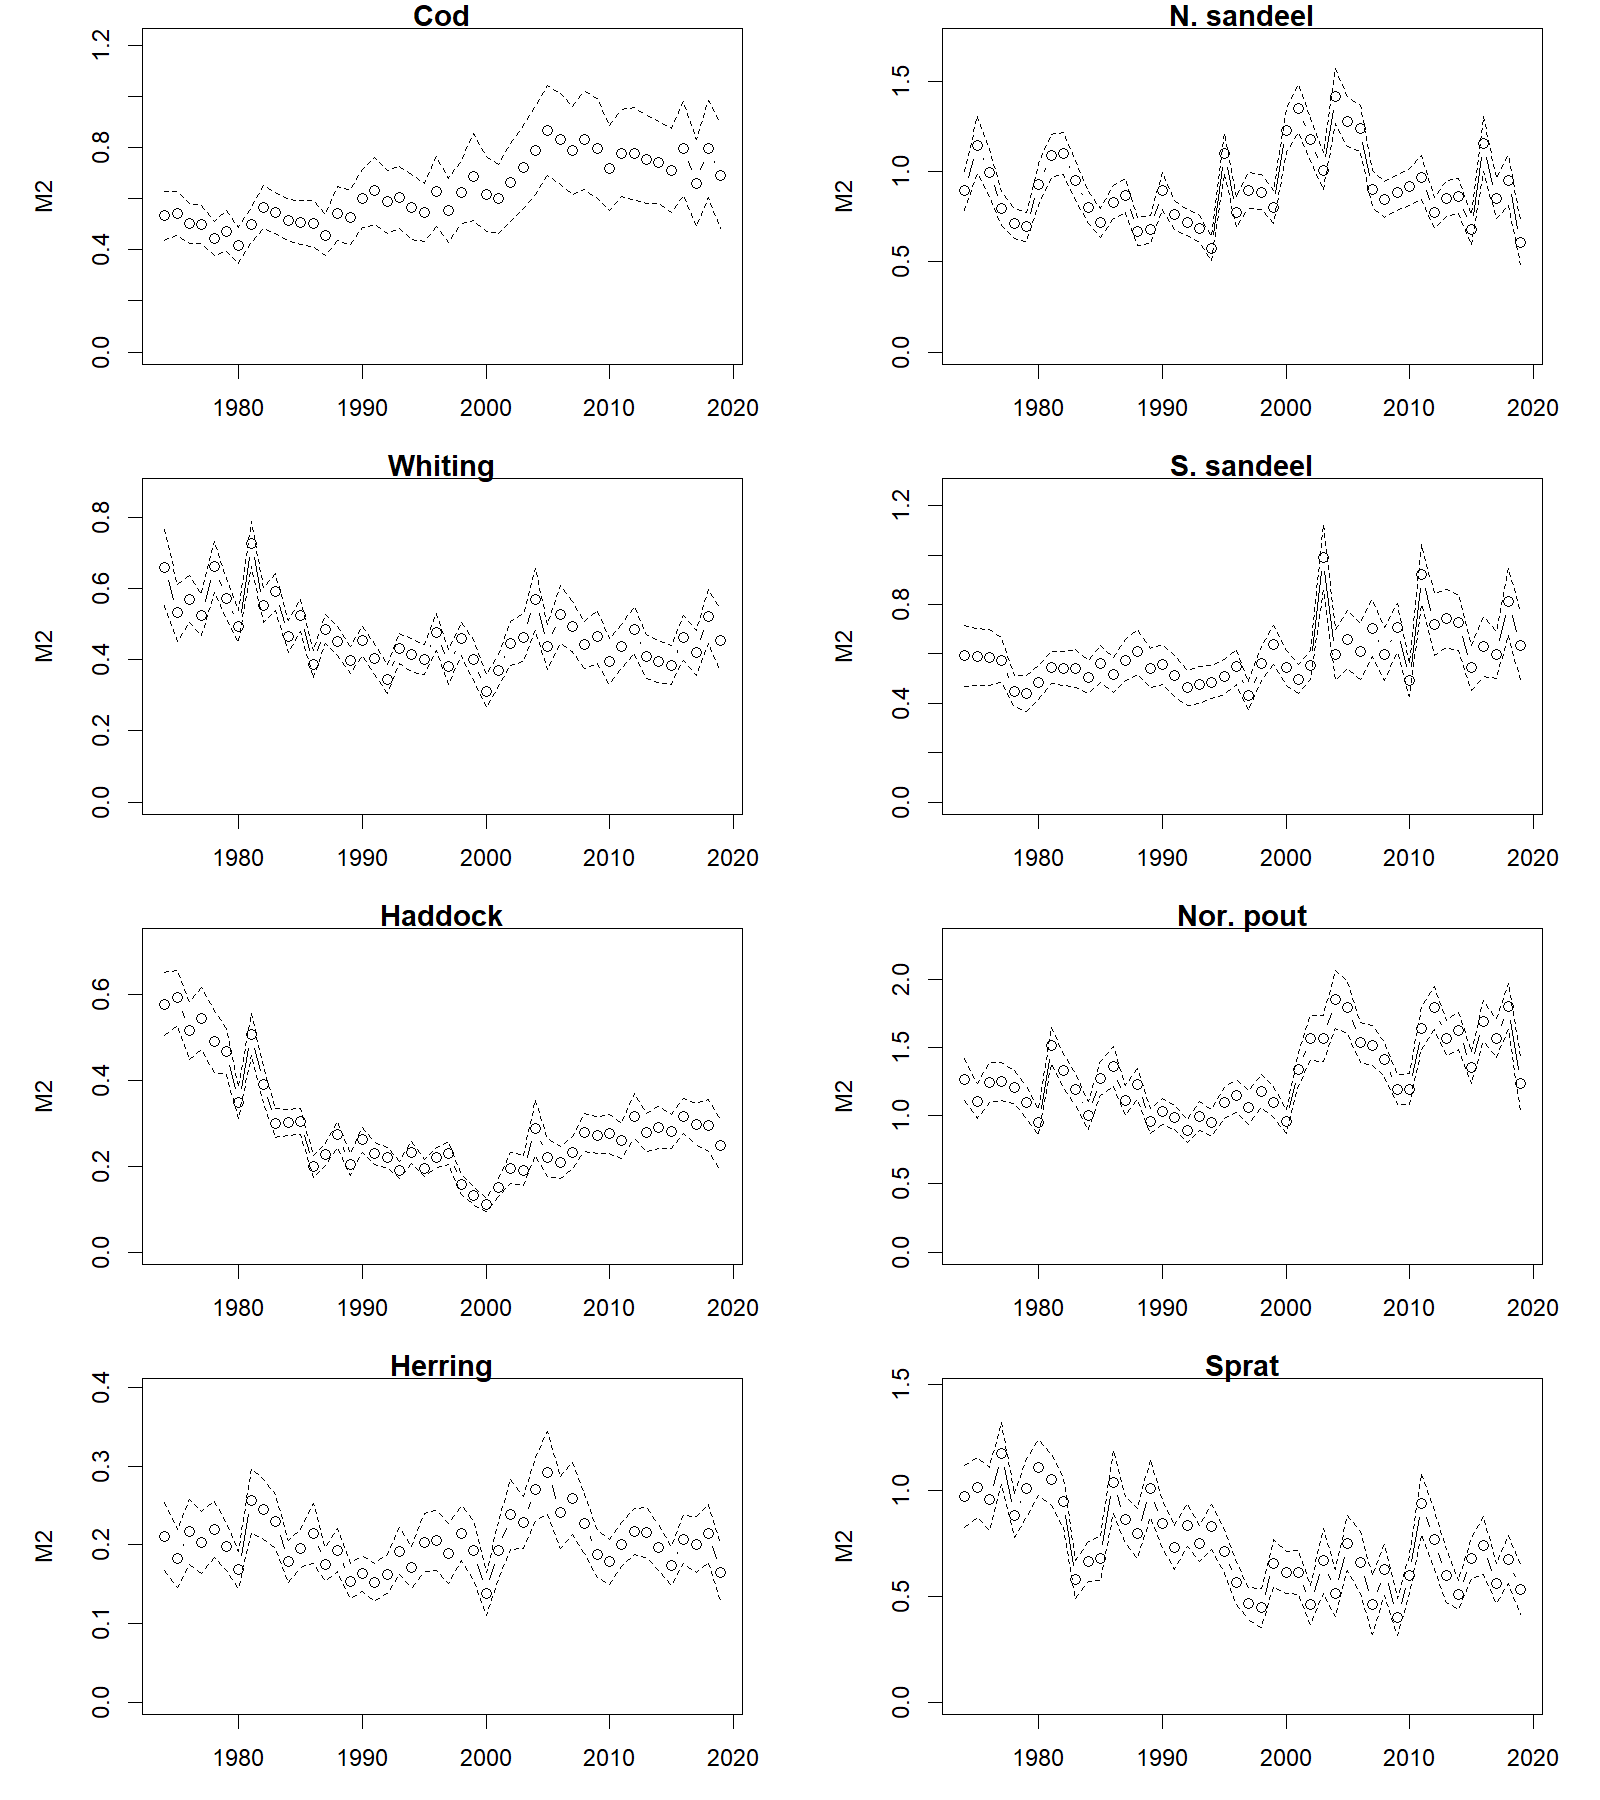 Cod
M2
0.0 0.4 0.8 1.2
1980 1990 2000 2010 2020
N. sandeel
M2
0.0 0.5 1.0 1.5
1980 1990 2000 2010 2020
Whiting
M2
0.0 0.2 0.4 0.6 0.8
1980 1990 2000 2010 2020
S. sandeel
M2
0.0 0.4 0.8 1.2
1980 1990 2000 2010 2020
Haddock
M2
0.0 0.2 0.4 0.6
1980 1990 2000 2010 2020
Nor. pout
M2
0.0 0.5 1.0 1.5 2.0
1980 1990 2000 2010 2020
Herring
M2
0.0 0.1 0.2 0.3 0.4
1980 1990 2000 2010 2020
Sprat
M2
0.0 0.5 1.0 1.5
1980 1990 2000 2010 2020